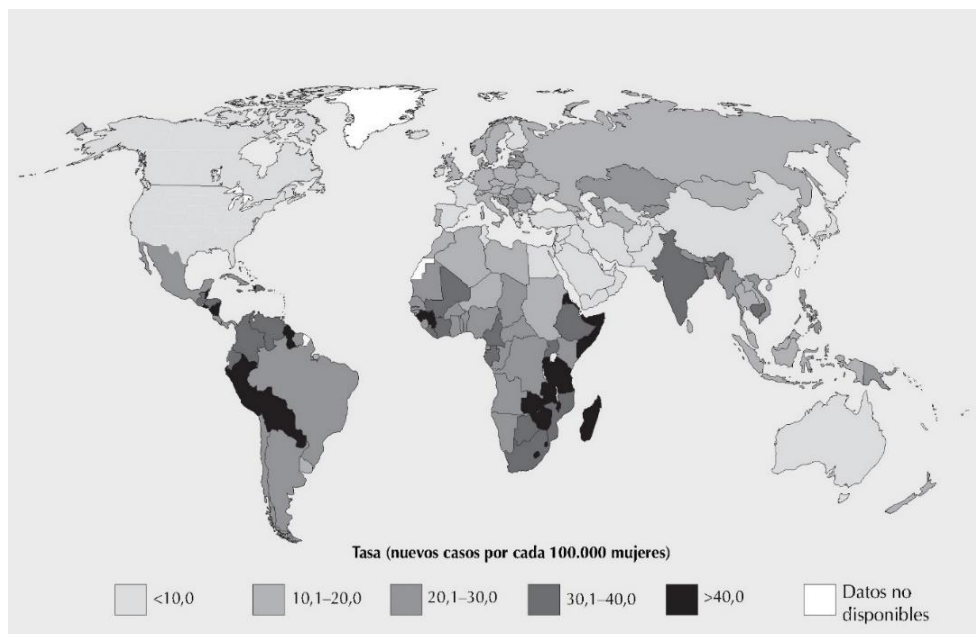 Tasa (nuevos casos por cada 100.000 mujeres)
<10,0
10,1–20,0
20,1–30,0
30,1–40,0
>40,0
Datos no
disponibles